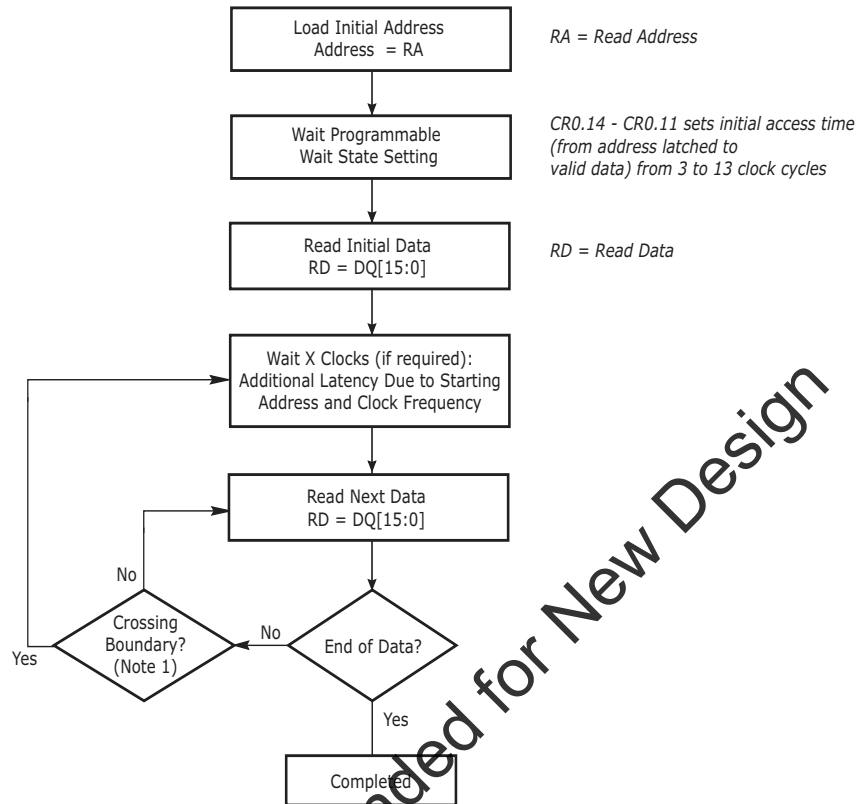 Load Initial Address
Address = RA
RA = Read Address
Wait Programmable
Wait State Setting
CR0.14 - CR0.11 sets initial access time
(from address latched to
valid data) from 3 to 13 clock cycles
Read Initial Data
RD = DQ[15:0]
RD = Read Data
Wait X Clocks (if required):
Additional Latency Due to Starting
Address and Clock Frequency
Read Next Data
RD = DQ[15:0]
No
Crossing
Boundary?
(Note 1)
Yes
No
End of Data?
Yes
Completed
ded for New Design